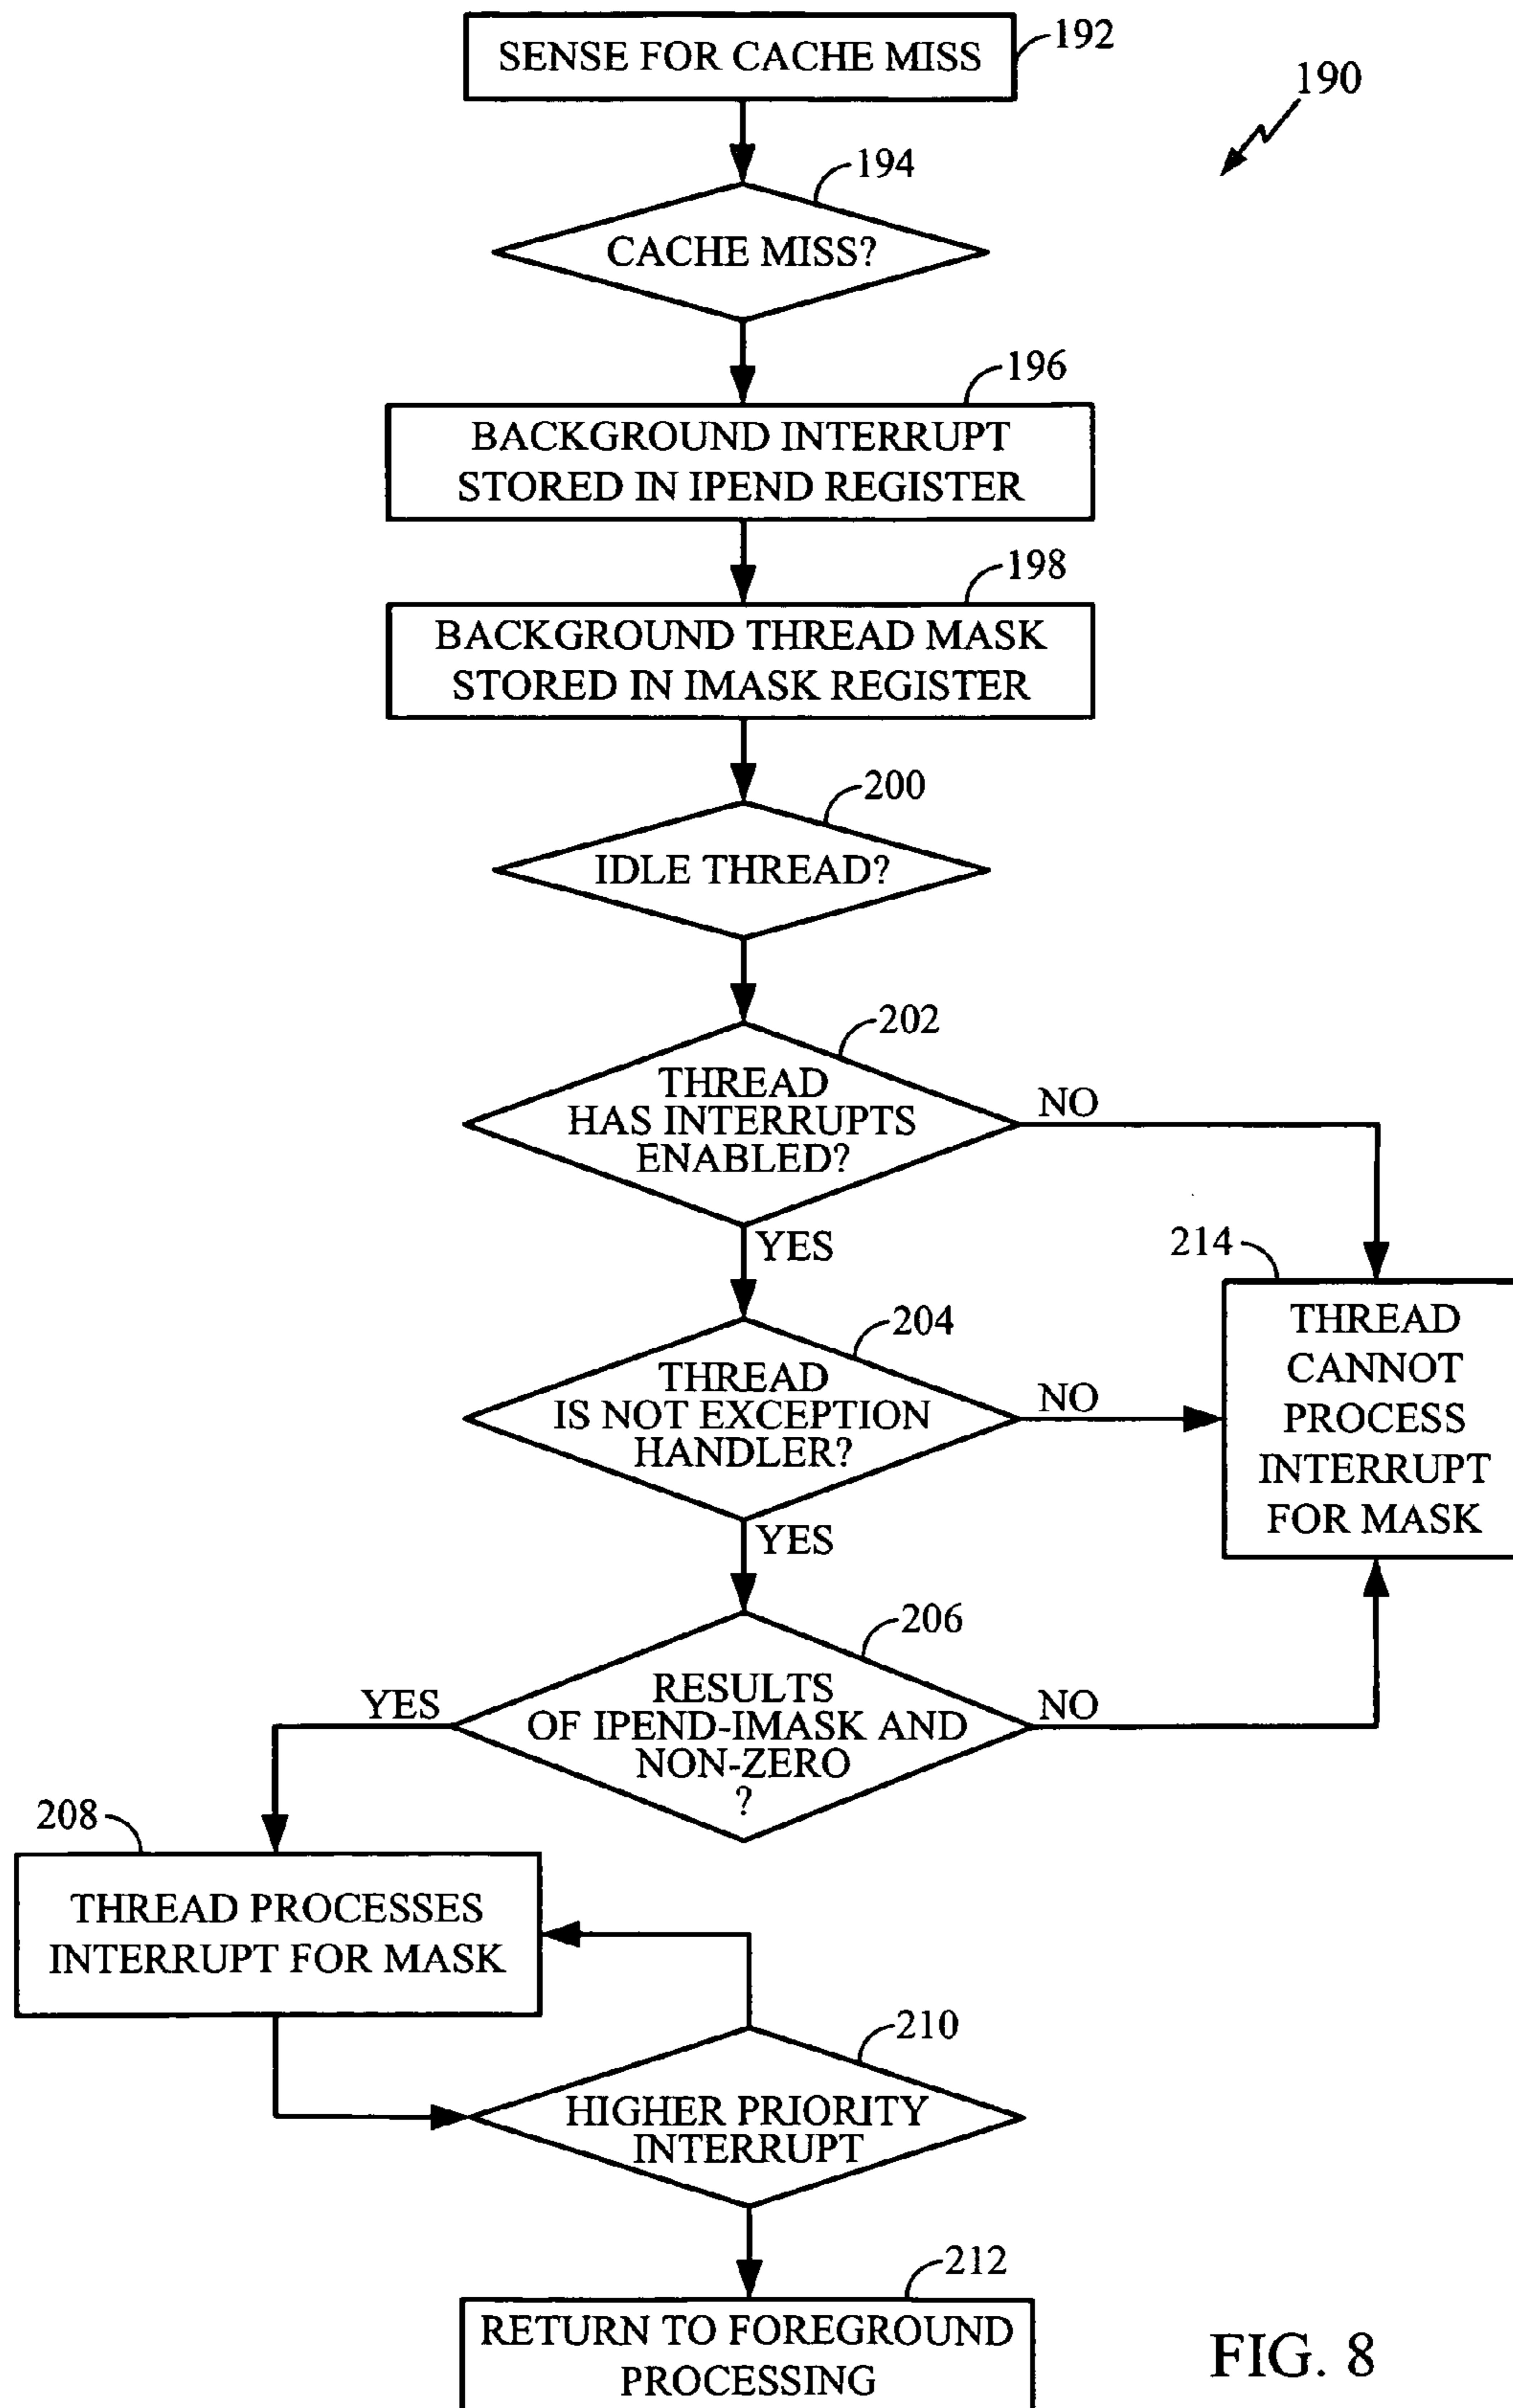 SENSE FOR CACHE MISS
192
190
194
CACHE MISS?
196
BACKGROUND INTERRUPT
STORED IN IPEND REGISTER
198
BACKGROUND THREAD MASK
STORED IN IMASK REGISTER
200
IDLE THREAD?
202
THREAD
HAS INTERRUPTS
ENABLED?
NO
YES
214
THREAD
CANNOT
PROCESS
INTERRUPT
FOR MASK
204
THREAD
IS NOT EXCEPTION
HANDLER?
NO
YES
206
RESULTS
OF IPEND-IMASK AND
NON-ZERO
?
YES
NO
208
THREAD PROCESSES
INTERRUPT FOR MASK
210
HIGHER PRIORITY
INTERRUPT
212
RETURN TO FOREGROUND
PROCESSING
FIG. 8